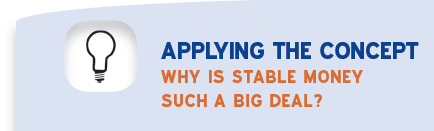 APPLYING THE CONCEPT
WHY IS STABLE MONEY
SUCH A BIG DEAL?